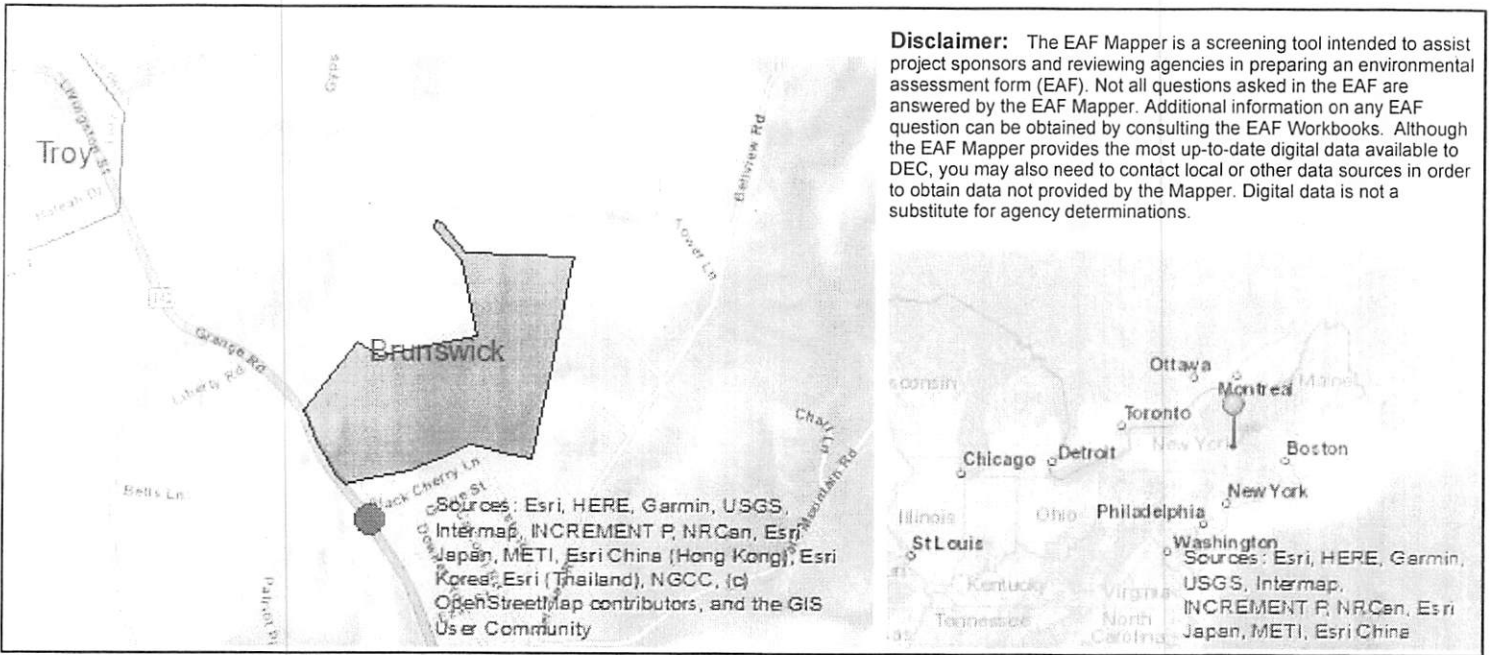 Disclaimer: The EAF Mapper is a screening tool intended to assist
project sponsors and reviewing agencies in preparing an environmental
assessment form (EAF). Not all questions asked in the EAF are
answered by the EAF Mapper. Additional information on any EAF
question can be obtained by consulting the EAF Workbooks. Although
the EAF Mapper provides the most up-to-date digital data available to
DEC, you may also need to contact local or other data sources in order
to obtain data not provided by the Mapper. Digital data is not a
substitute for agency determinations.
Livingston St
Troy
Bellview Rd
Tower Ln
Grange Rd
Liberty Rd
Brunswick
Betts Ln
Black Cherry Ln
Sources: Esri, HERE, Garmin, USGS,
Intermap, INCREMENT P, NRCan, Esri
Japan, METI, Esri China (Hong Kong), Esri
Korea, Esri (Thailand), NGCC, (c)
OpenStreetMap contributors, and the GIS
User Community
Mountain Rd
Ottawa
Montreal
Maine
Toronto
New York
Boston
Chicago
Detroit
New York
Illinois
Ohio
Philadelphia
St Louis
Washington
Kentucky
Virginia
Tennessee
North
Carolina
Sources: Esri, HERE, Garmin,
USGS, Intermap,
INCREMENT P, NRCan, Esri
Japan, METI, Esri China